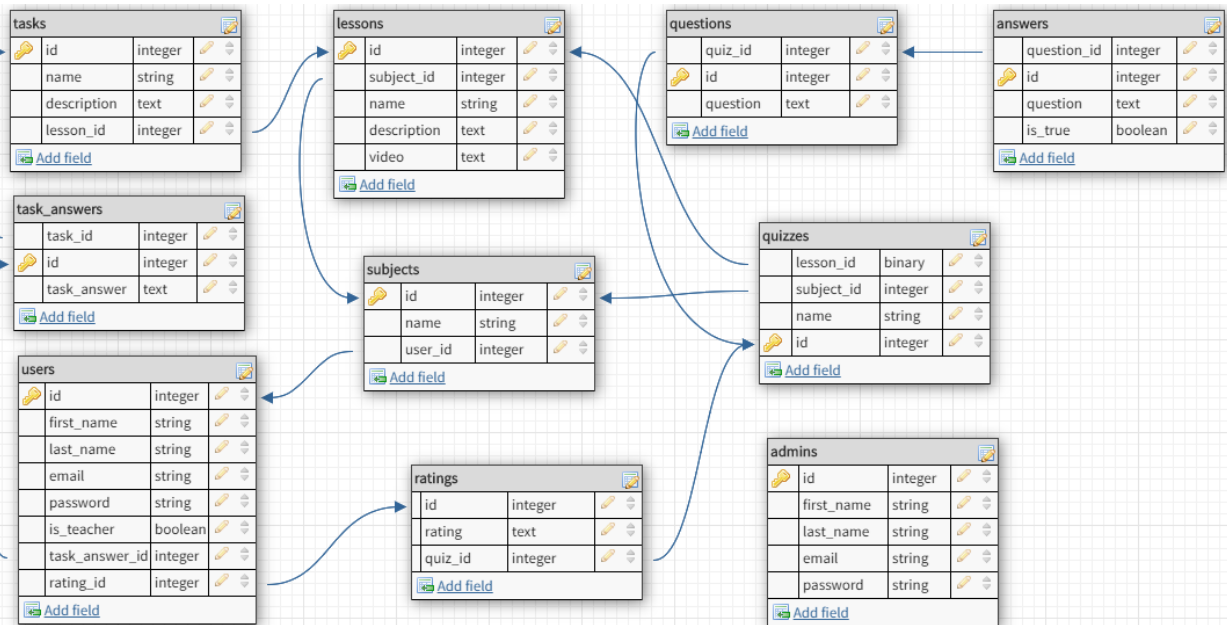 tasks
id integer
name string
description text
lesson_id integer
Add field
lessons
id integer
subject_id integer
name string
description text
video text
Add field
questions
quiz_id integer
id integer
question text
Add field
answers
question_id integer
id integer
question text
is_true boolean
Add field
task_answers
task_id integer
id integer
task_answer text
Add field
subjects
id integer
name string
user_id integer
Add field
quizzes
lesson_id binary
subject_id integer
name string
id integer
Add field
users
id integer
first_name string
last_name string
email string
password string
is_teacher boolean
task_answer_id integer
rating_id integer
Add field
ratings
id integer
rating text
quiz_id integer
Add field
admins
id integer
first_name string
last_name string
email string
password string
Add field